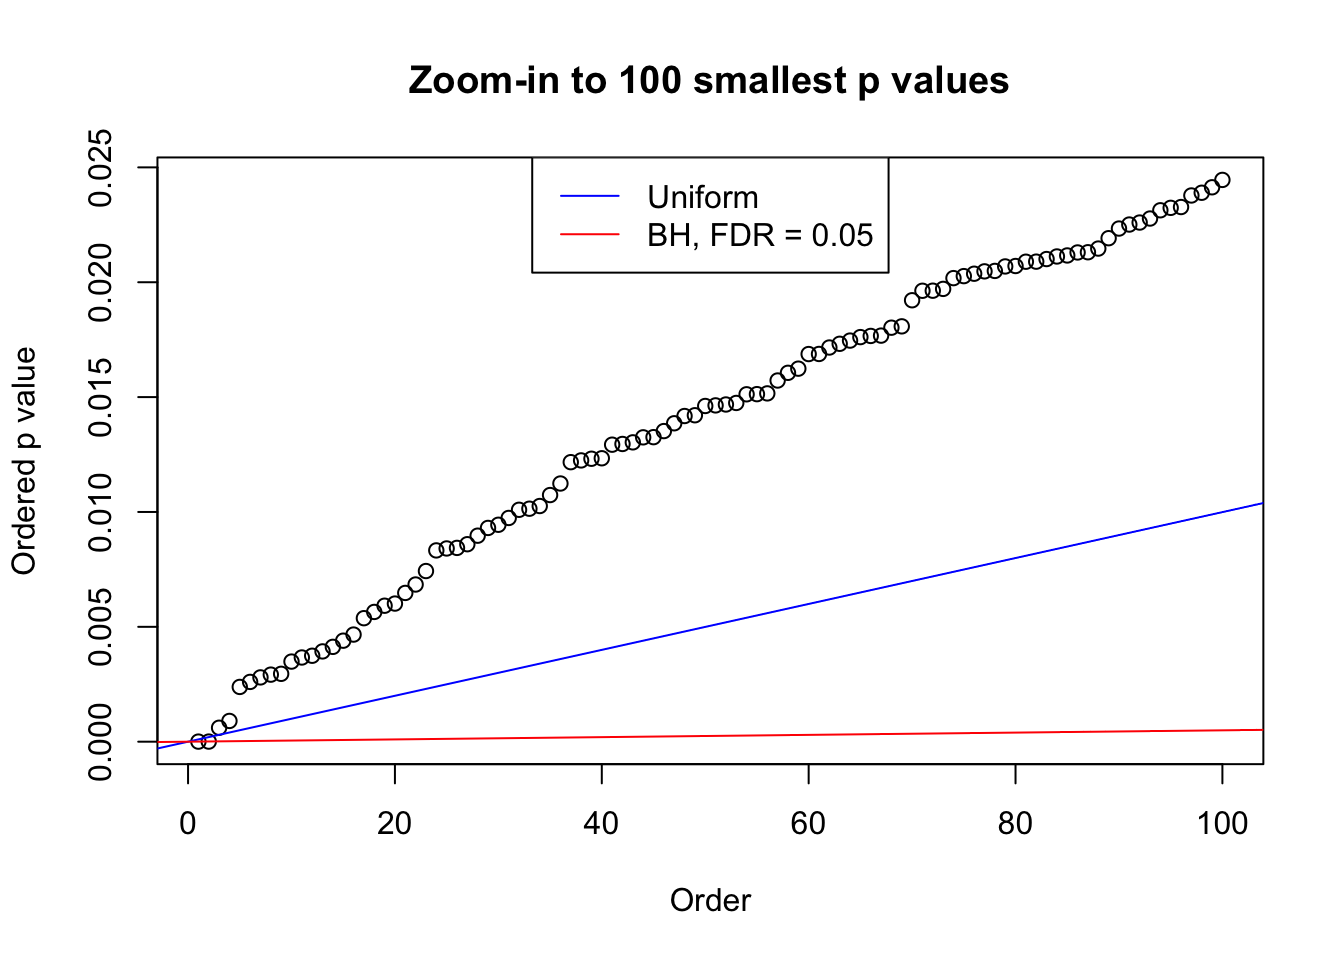 Zoom-in to 100 smallest p values
Uniform
BH, FDR = 0.05
Ordered p value
0.025
0.020
0.015
0.010
0.005
0.000
0 20 40 60 80 100
Order